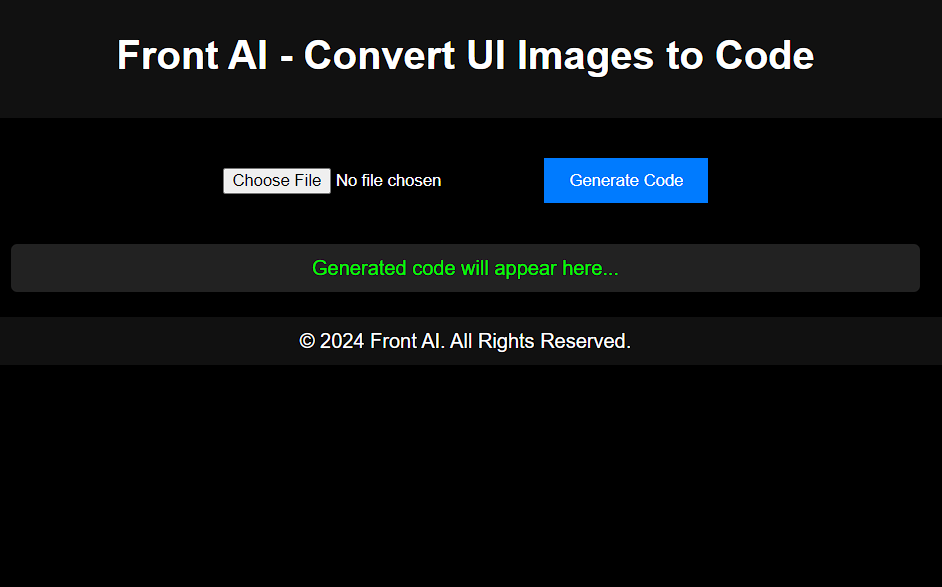 Front AI - Convert UI Images to Code
Choose File No file chosen
Generate Code
Generated code will appear here...
© 2024 Front AI. All Rights Reserved.